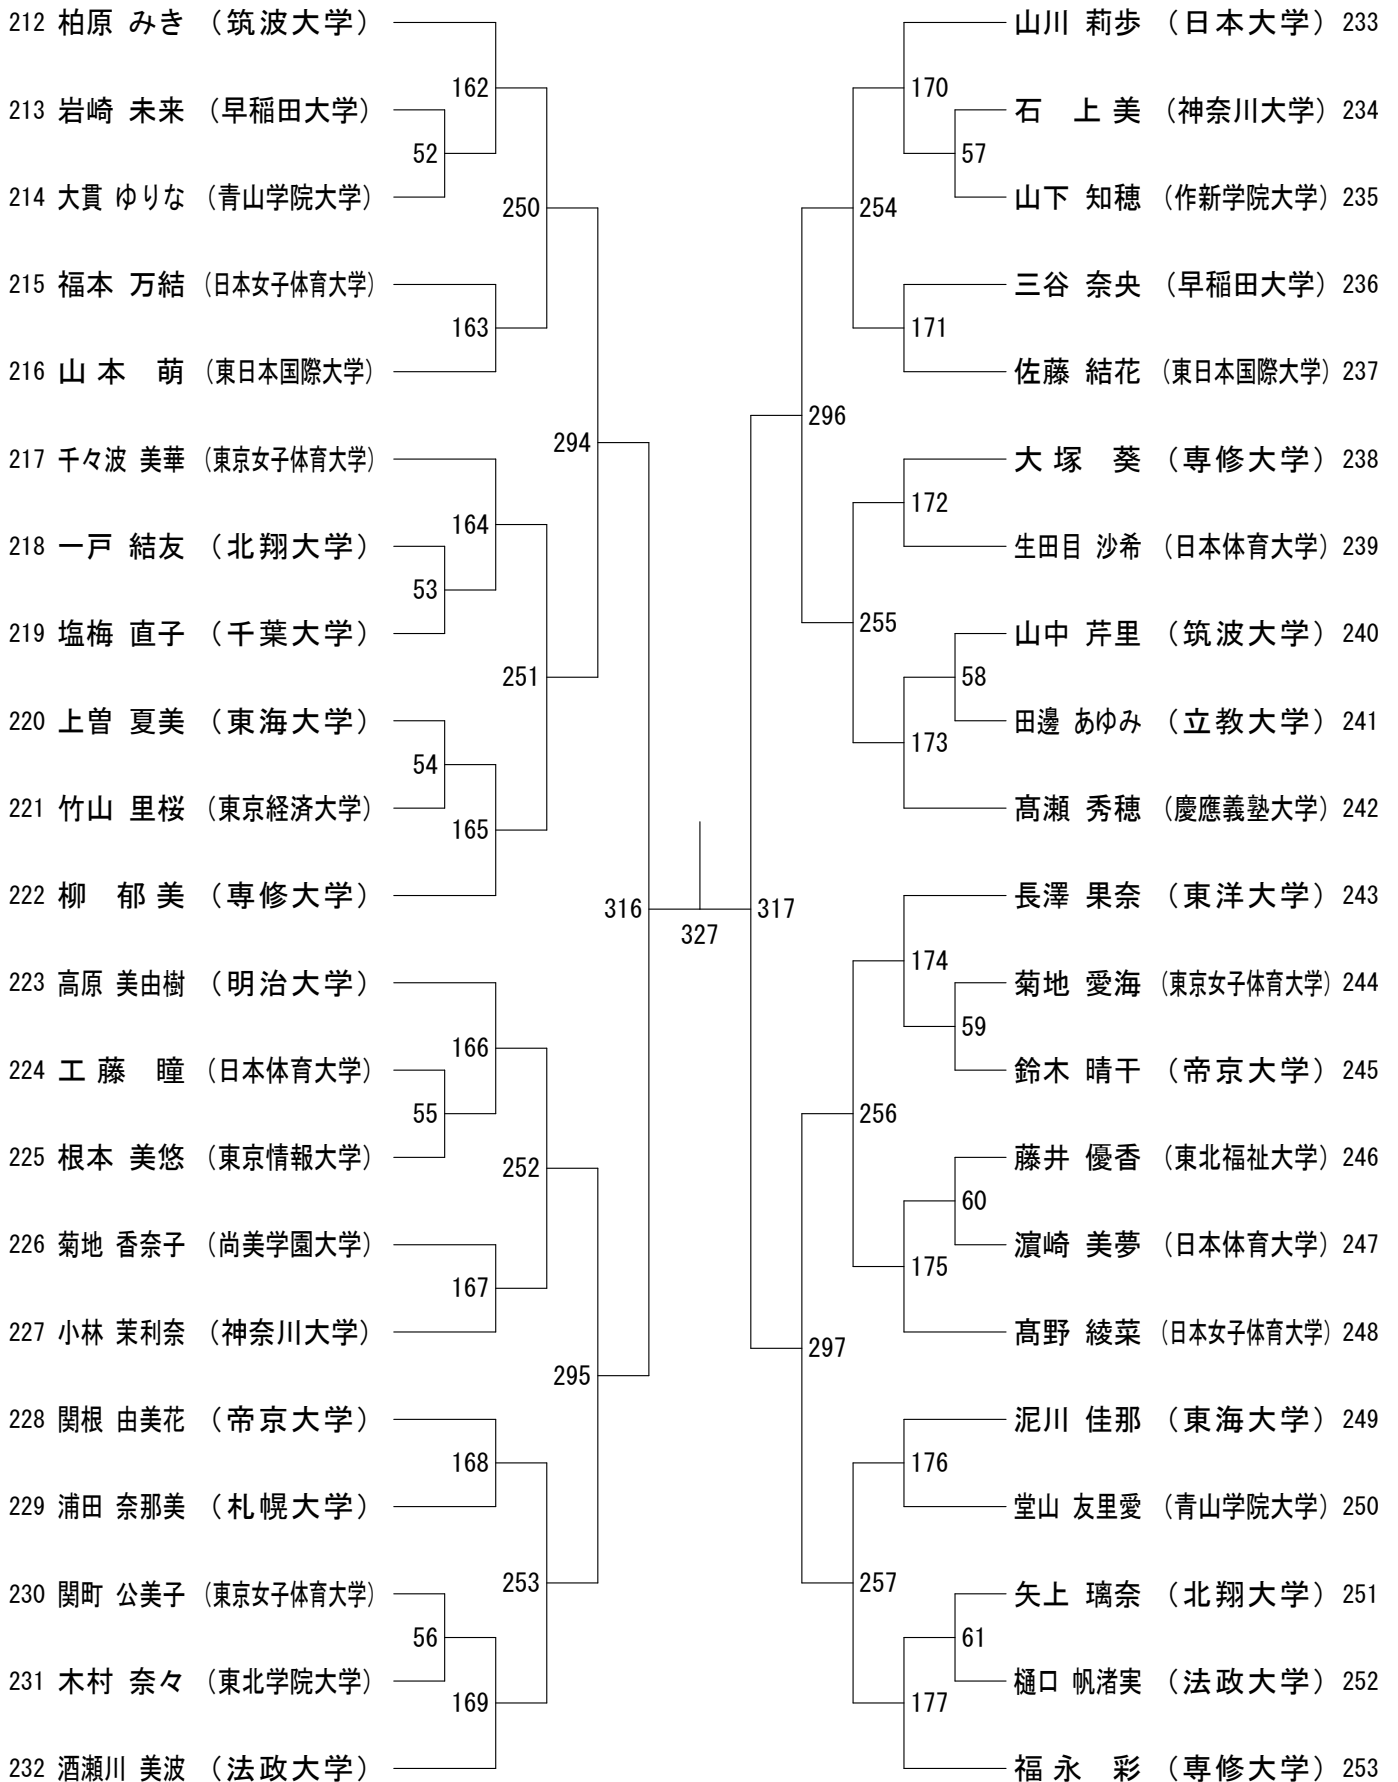 212 柏原 みき （筑波大学）
162
213 岩崎 未来 （早稲田大学）
52
214 大貫 ゆりな （青山学院大学）
250
215 福本 万結 （日本女子体育大学）
163
216 山本 萌 （東日本国際大学）
294
217 千々波 美華 （東京女子体育大学）
164
218 一戸 結友 （北翔大学）
53
219 塩梅 直子 （千葉大学）
251
220 上曽 夏美 （東海大学）
54
221 竹山 里桜 （東京経済大学）
165
222 柳 郁美 （専修大学）
316
223 高原 美由樹 （明治大学）
166
224 工藤 瞳 （日本体育大学）
55
225 根本 美悠 （東京情報大学）
252
226 菊地 香奈子 （尚美学園大学）
167
227 小林 茉利奈 （神奈川大学）
295
228 関根 由美花 （帝京大学）
168
229 浦田 奈那美 （札幌大学）
253
230 関町 公美子 （東京女子体育大学）
56
231 木村 奈々 （東北学院大学）
169
232 酒瀬川 美波 （法政大学）
327
山川 莉歩 （日本大学） 233
170
石 上美 （神奈川大学） 234
57
山下 知穂 （作新学院大学） 235
254
三谷 奈央 （早稲田大学） 236
171
佐藤 結花 （東日本国際大学） 237
296
大塚 葵 （専修大学） 238
172
生田目 沙希 （日本体育大学） 239
255
山中 芹里 （筑波大学） 240
58
田邊 あゆみ （立教大学） 241
173
髙瀬 秀穂 （慶應義塾大学） 242
317
長澤 果奈 （東洋大学） 243
174
菊地 愛海 （東京女子体育大学） 244
59
鈴木 晴干 （帝京大学） 245
256
藤井 優香 （東北福祉大学） 246
60
濵崎 美夢 （日本体育大学） 247
175
髙野 綾菜 （日本女子体育大学） 248
297
泥川 佳那 （東海大学） 249
176
堂山 友里愛 （青山学院大学） 250
257
矢上 璃奈 （北翔大学） 251
61
樋口 帆渚実 （法政大学） 252
177
福永 彩 （専修大学） 253